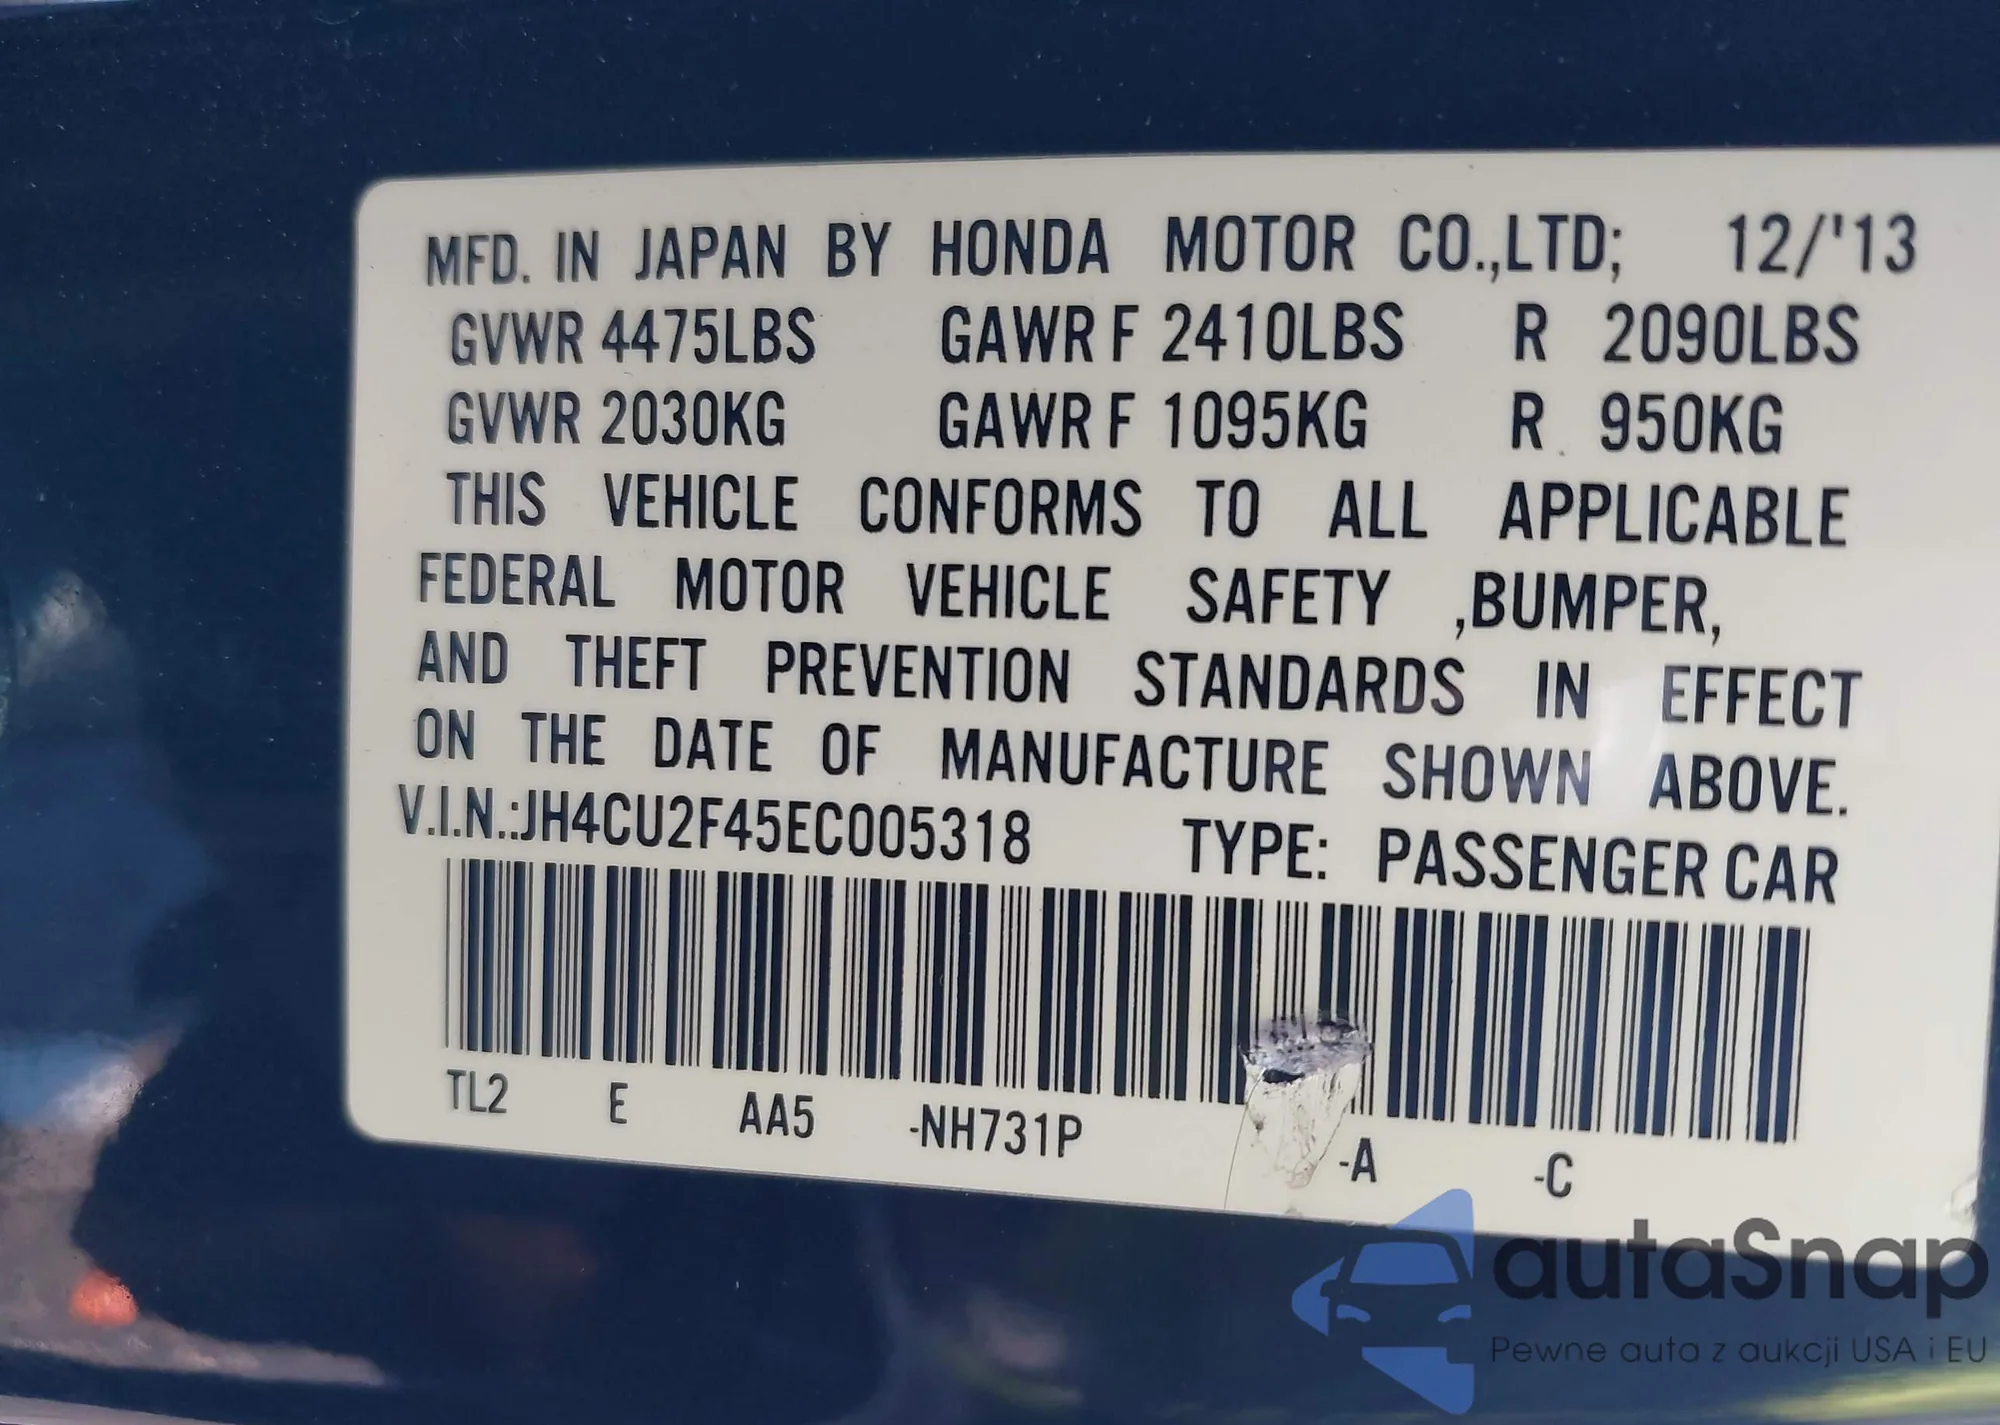 MFD. IN JAPAN BY HONDA MOTOR CO.,LTD; 12/'13
GVWR 4475LBS GAWR F 2410LBS R 2090LBS
GVWR 2030KG GAWR F 1095KG R 950KG
THIS VEHICLE CONFORMS TO ALL APPLICABLE
FEDERAL MOTOR VEHICLE SAFETY ,BUMPER,
AND THEFT PREVENTION STANDARDS IN EFFECT
ON THE DATE OF MANUFACTURE SHOWN ABOVE.
V.I.N.:JH4CU2F45EC005318 TYPE: PASSENGER CAR
TL2 E AA5 -NH731P -A -C
autaSnap
Pewne auta z aukcji USA i EU